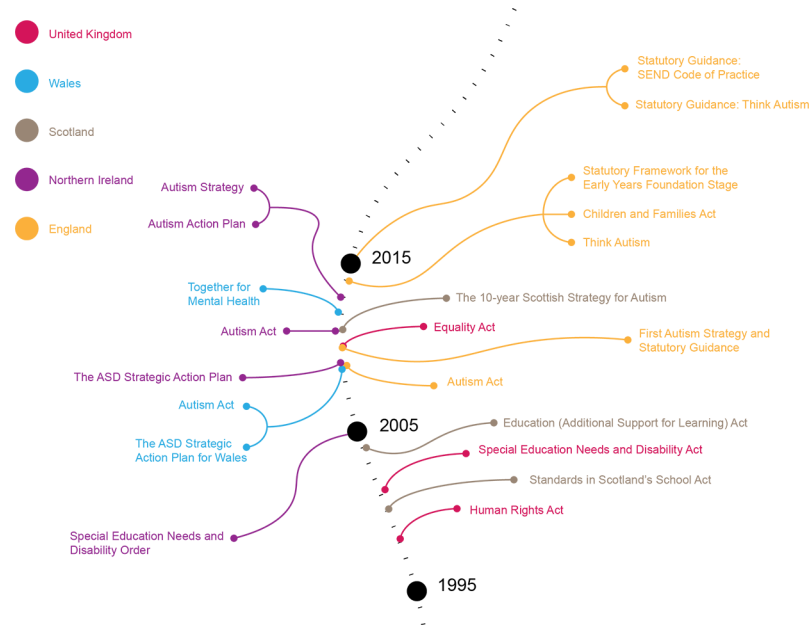 United Kingdom
Wales
Scotland
Northern Ireland
England
Statutory Guidance:
SEND Code of Practice
Statutory Guidance: Think Autism
Statutory Framework for the
Early Years Foundation Stage
Children and Families Act
Think Autism
Autism Strategy
Autism Action Plan
2015
Together for
Mental Health
The 10-year Scottish Strategy for Autism
Autism Act
Equality Act
First Autism Strategy and
Statutory Guidance
The ASD Strategic Action Plan
Autism Act
Autism Act
The ASD Strategic
Action Plan for Wales
2005
Education (Additional Support for Learning) Act
Special Education Needs and Disability Act
Standards in Scotland's School Act
Human Rights Act
Special Education Needs and
Disability Order
1995